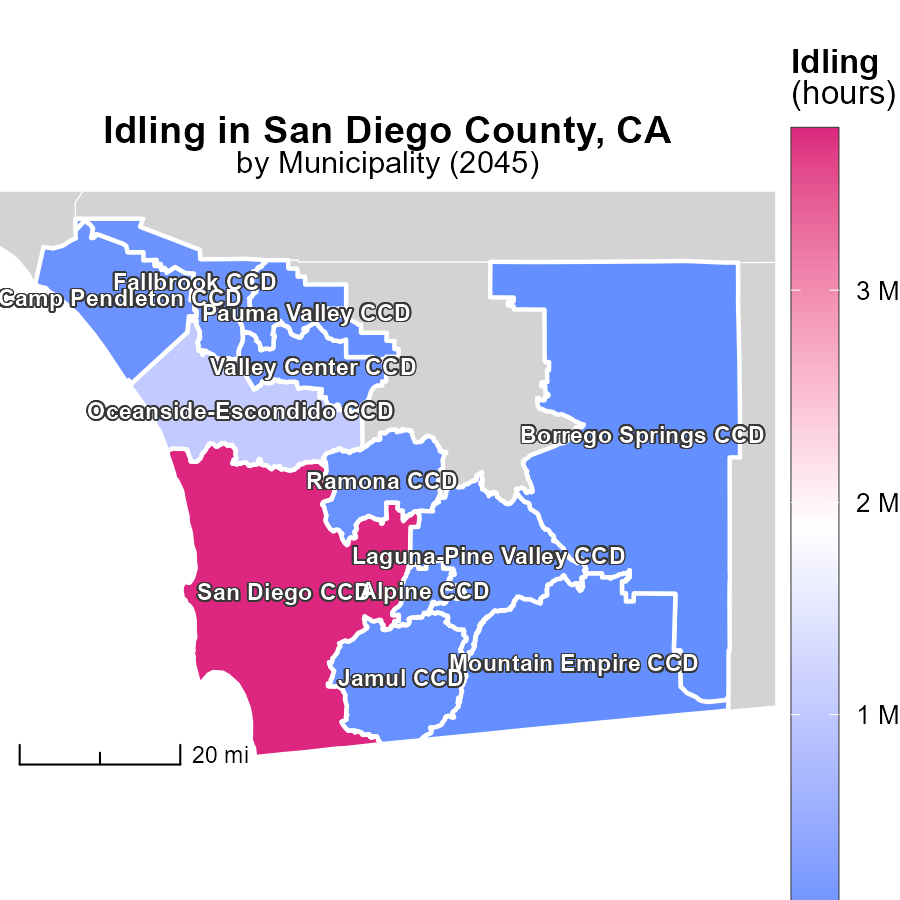 Idling
(hours)
Idling in San Diego County, CA
by Municipality (2045)
Fallbrook CCD
Camp Pendleton CCD
Pauma Valley CCD
Valley Center CCD
Oceanside-Escondido CCD
Borrego Springs CCD
Ramona CCD
Laguna-Pine Valley CCD
San Diego CCD
Alpine CCD
Mountain Empire CCD
Jamul CCD
20 mi
3 M
2 M
1 M